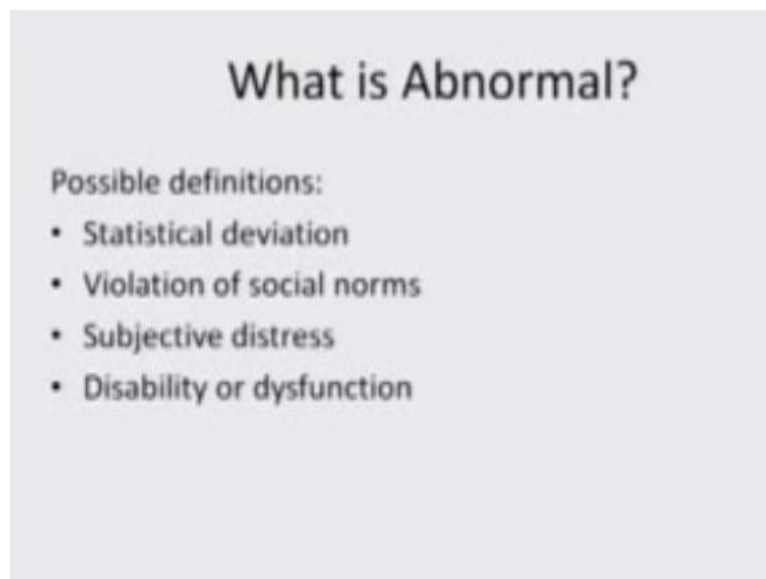 What is Abnormal?
Possible definitions:
• Statistical deviation
• Violation of social norms
• Subjective distress
• Disability or dysfunction